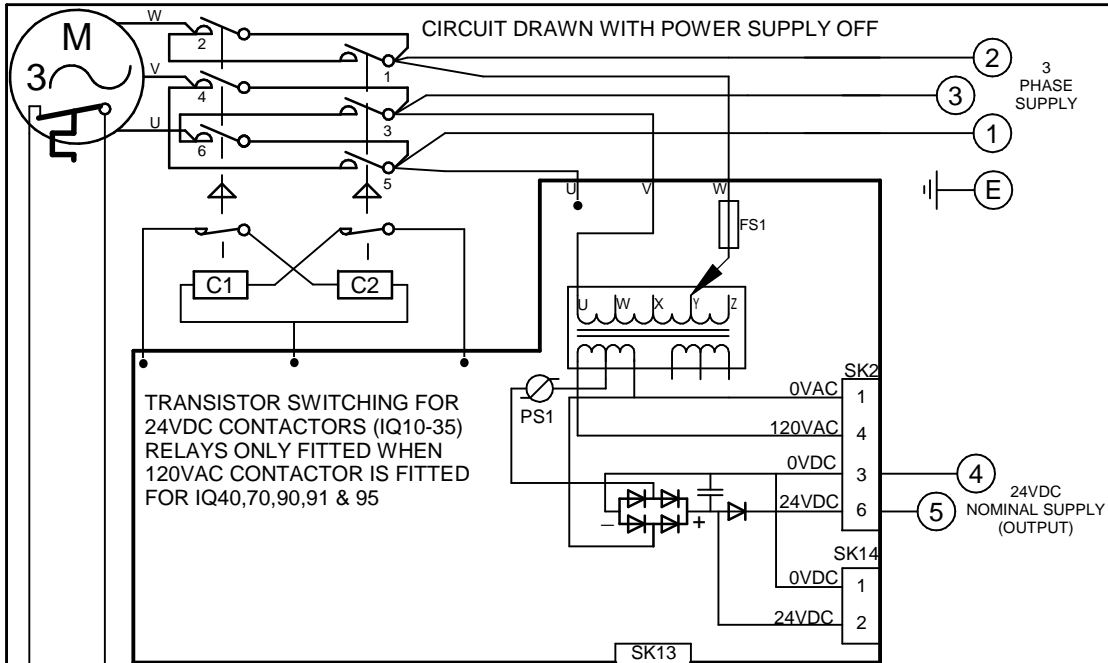 CIRCUIT DRAWN WITH POWER SUPPLY OFF
W
M
3
V
U
2
4
6
1
3
5
2
3
1
E
3
PHASE
SUPPLY
U
V
W
FS1
C1
C2
U
W
X
Y
Z
PS1
TRANSISTOR SWITCHING FOR
24VDC CONTACTORS (IQ10-35)
RELAYS ONLY FITTED WHEN
120VAC CONTACTOR IS FITTED
FOR IQ40,70,90,91 & 95
SK2
0VAC 1
120VAC 4
0VDC 3
24VDC 6
4
5
24VDC
NOMINAL SUPPLY
(OUTPUT)
− +
SK14
0VDC 1
24VDC 2
SK13